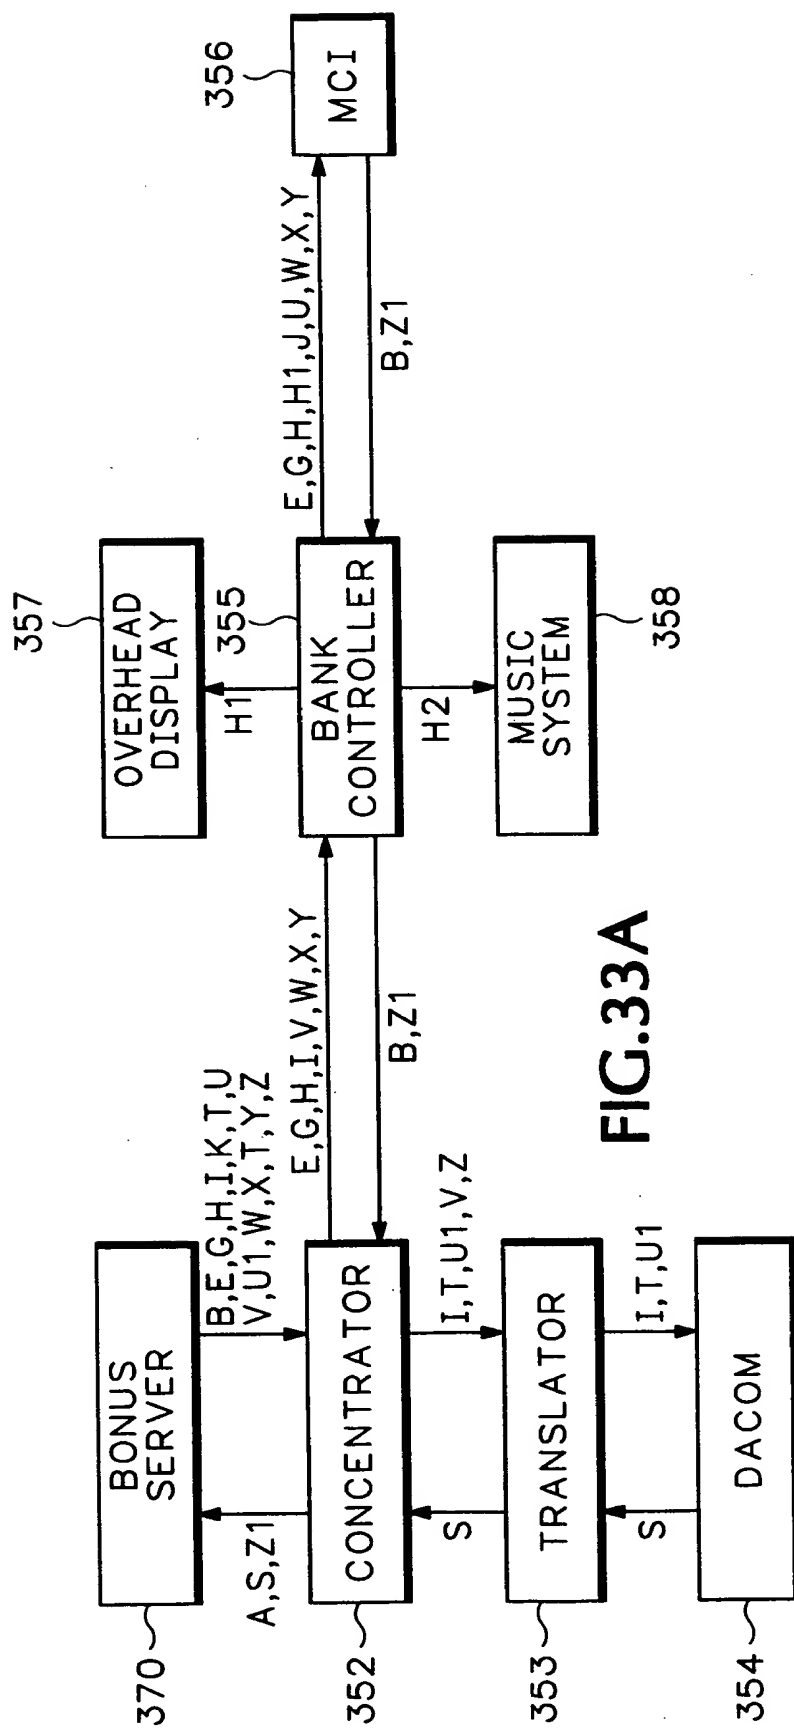 370
BONUS
SERVER
A,S,Z1
B,E,G,H,I,K,T,U
V,U1,W,X,T,Y,Z
352
CONCENTRATOR
S
I,T,U1,V,Z
353
TRANSLATOR
S
I,T,U1
354
DACOM
E,G,H,I,V,W,X,Y
B,Z1
357
OVERHEAD
DISPLAY
H1
355
BANK
CONTROLLER
H2
MUSIC
SYSTEM
358
E,G,H,H1,J,U,W,X,Y
B,Z1
356
MCI
FIG.33A